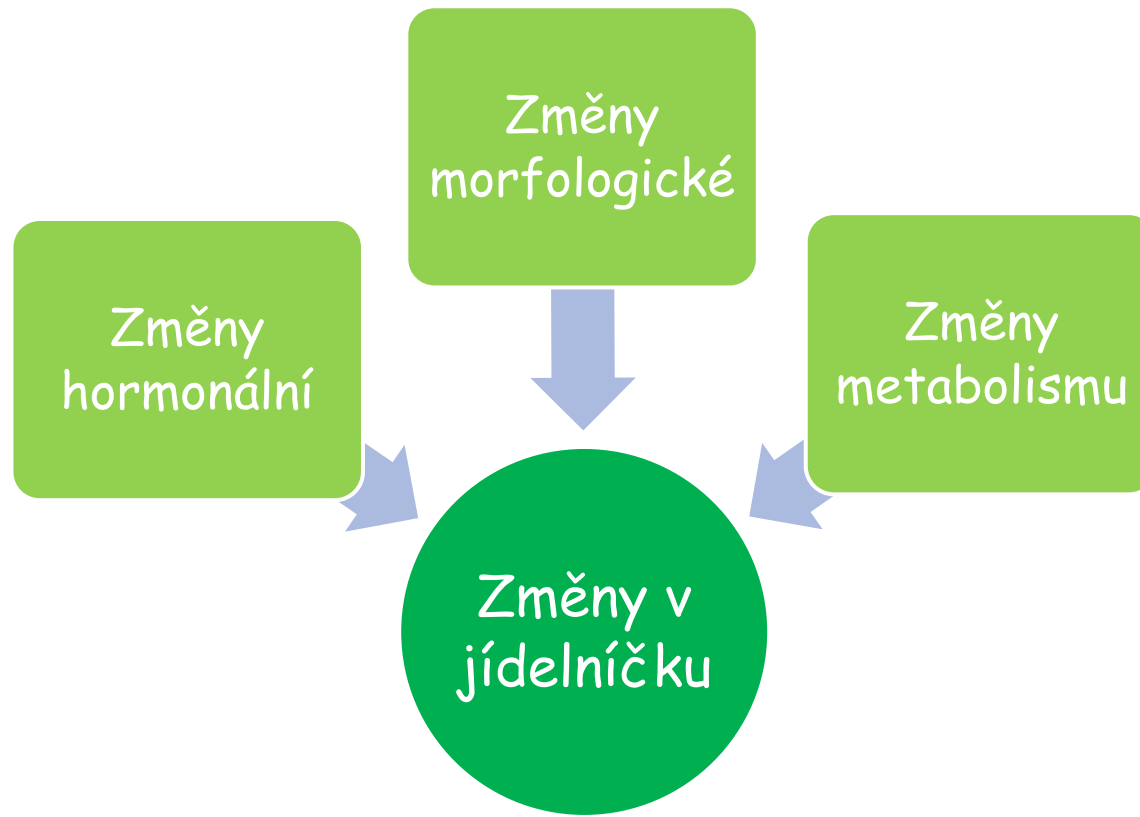 Změny
morfologické
Změny
hormonální
Změny
metabolismu
Změny v
jídelníčku